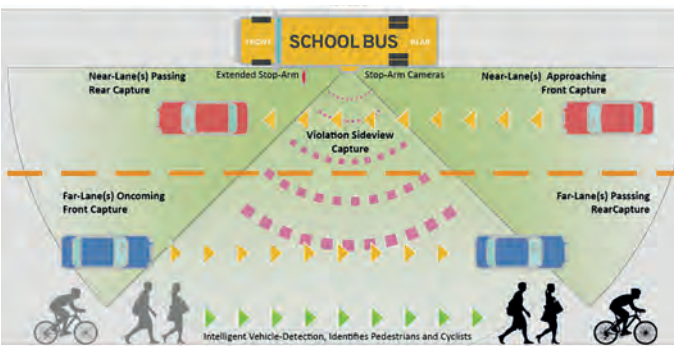 FRONT SCHOOL BUS REAR
Near-Lane(s) Passing
Rear Capture
Extended Stop-Arm
Stop-Arm Cameras
Near-Lane(s) Approaching
Front Capture
Violation Sideview
Capture
Far-Lane(s) Oncoming
Front Capture
Far-Lane(s) Passsing
RearCapture
Intelligent Vehicle-Detection, Identifies Pedestrians and Cyclists